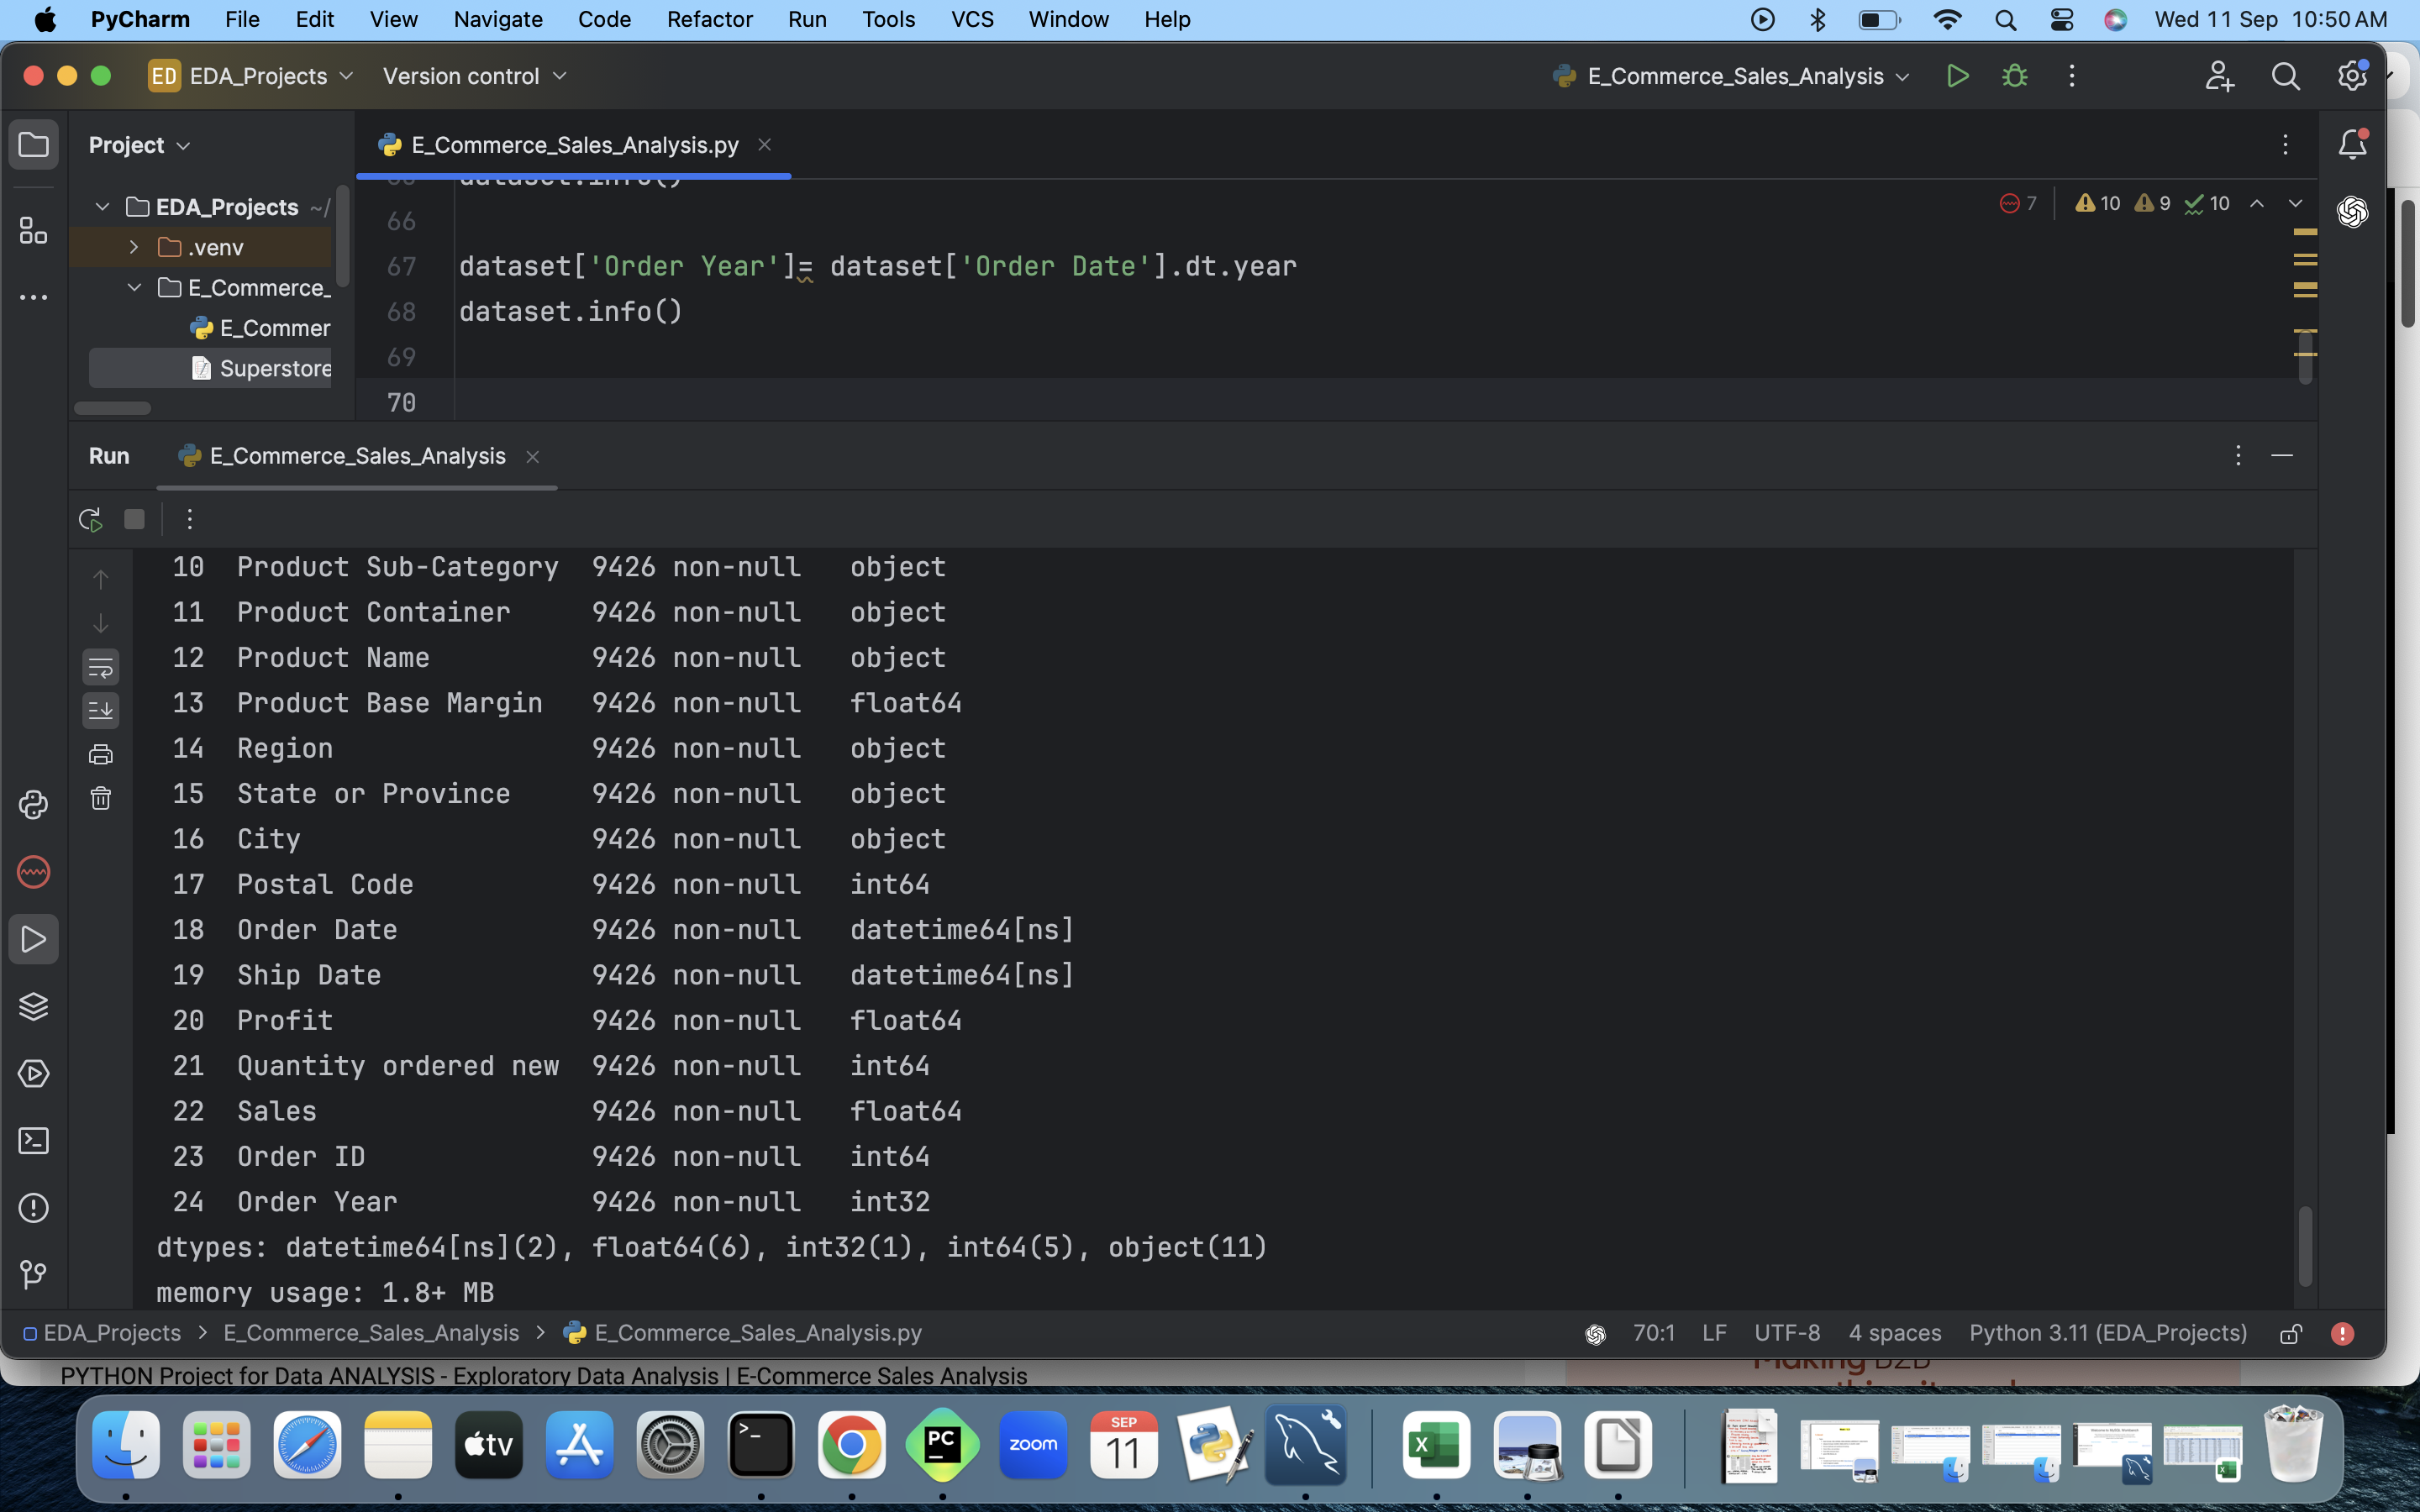 PyCharm File Edit View Navigate Code Refactor Run Tools VCS Window Help Wed 11 Sep 10:50 AM
ED EDA_Projects Version control E_Commerce_Sales_Analysis
Project E_Commerce_Sales_Analysis.py
EDA_Projects ~/
.venv
E_Commerce_
E_Commer
Superstore
dataset.info()
7 10 9 10
66
67 dataset['Order Year']= dataset['Order Date'].dt.year
68 dataset.info()
69
70
Run E_Commerce_Sales_Analysis
10 Product Sub-Category 9426 non-null object
11 Product Container 9426 non-null object
12 Product Name 9426 non-null object
13 Product Base Margin 9426 non-null float64
14 Region 9426 non-null object
15 State or Province 9426 non-null object
16 City 9426 non-null object
17 Postal Code 9426 non-null int64
18 Order Date 9426 non-null datetime64[ns]
19 Ship Date 9426 non-null datetime64[ns]
20 Profit 9426 non-null float64
21 Quantity ordered new 9426 non-null int64
22 Sales 9426 non-null float64
23 Order ID 9426 non-null int64
24 Order Year 9426 non-null int32
dtypes: datetime64[ns](2), float64(6), int32(1), int64(5), object(11)
memory usage: 1.8+ MB
EDA_Projects > E_Commerce_Sales_Analysis > E_Commerce_Sales_Analysis.py 70:1 LF UTF-8 4 spaces Python 3.11 (EDA_Projects)
PYTHON Project for Data ANALYSIS - Exploratory Data Analysis | E-Commerce Sales Analysis
Making B2B
tv
PC
zoom
SEP
11
X